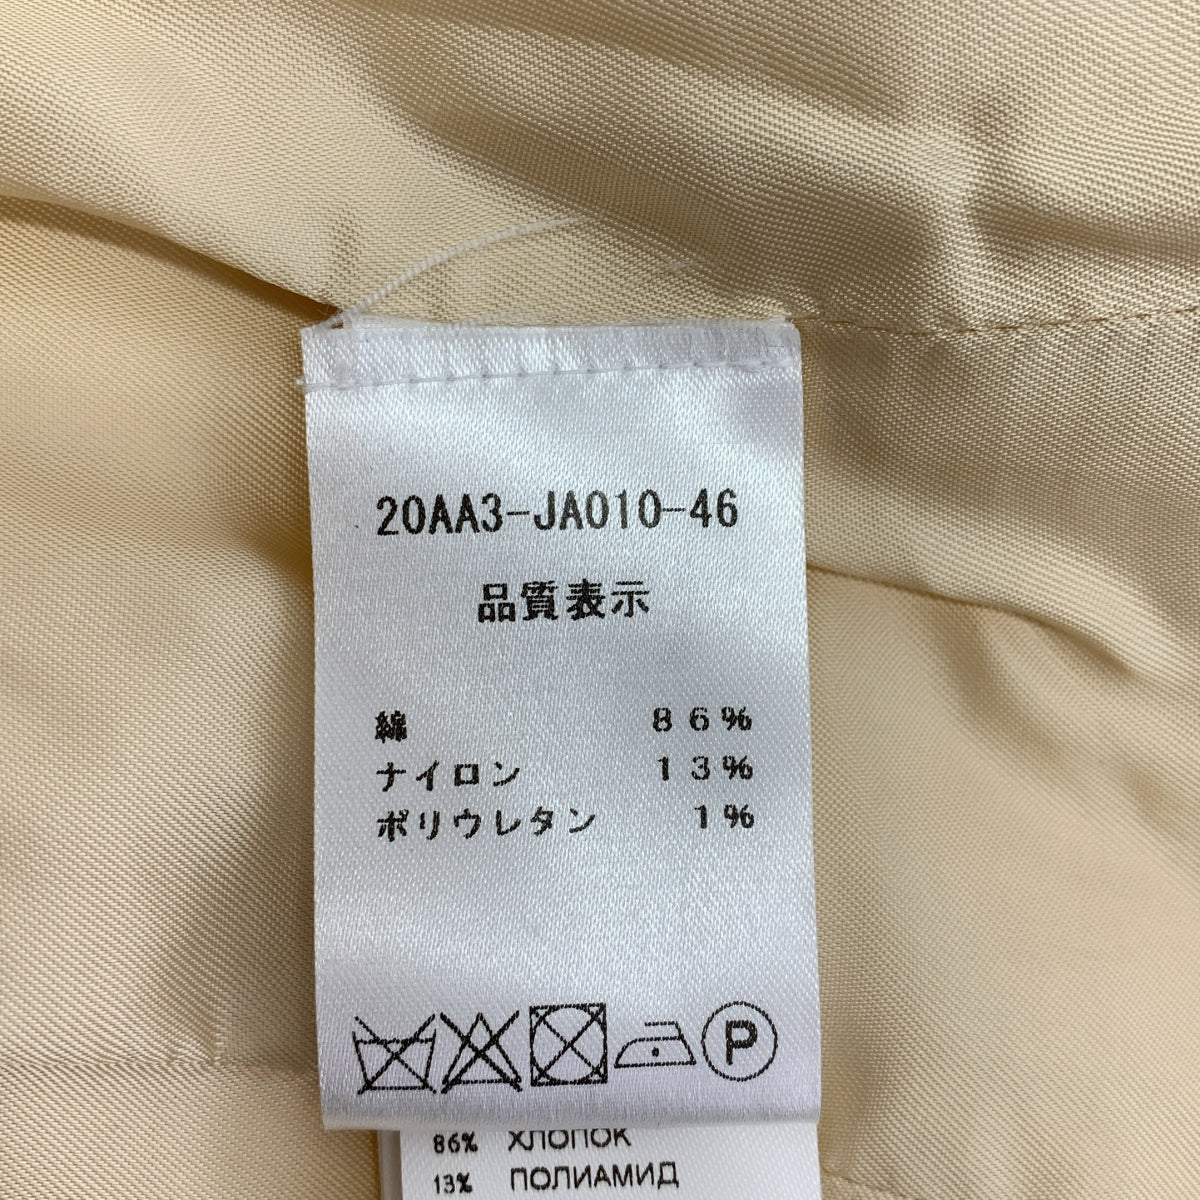 20AA3-JA010-46
品質表示
綿 86%
ナイロン 13%
ポリウレタン 1%
P
86% ХЛОПОК
13% ПОЛИАМИД